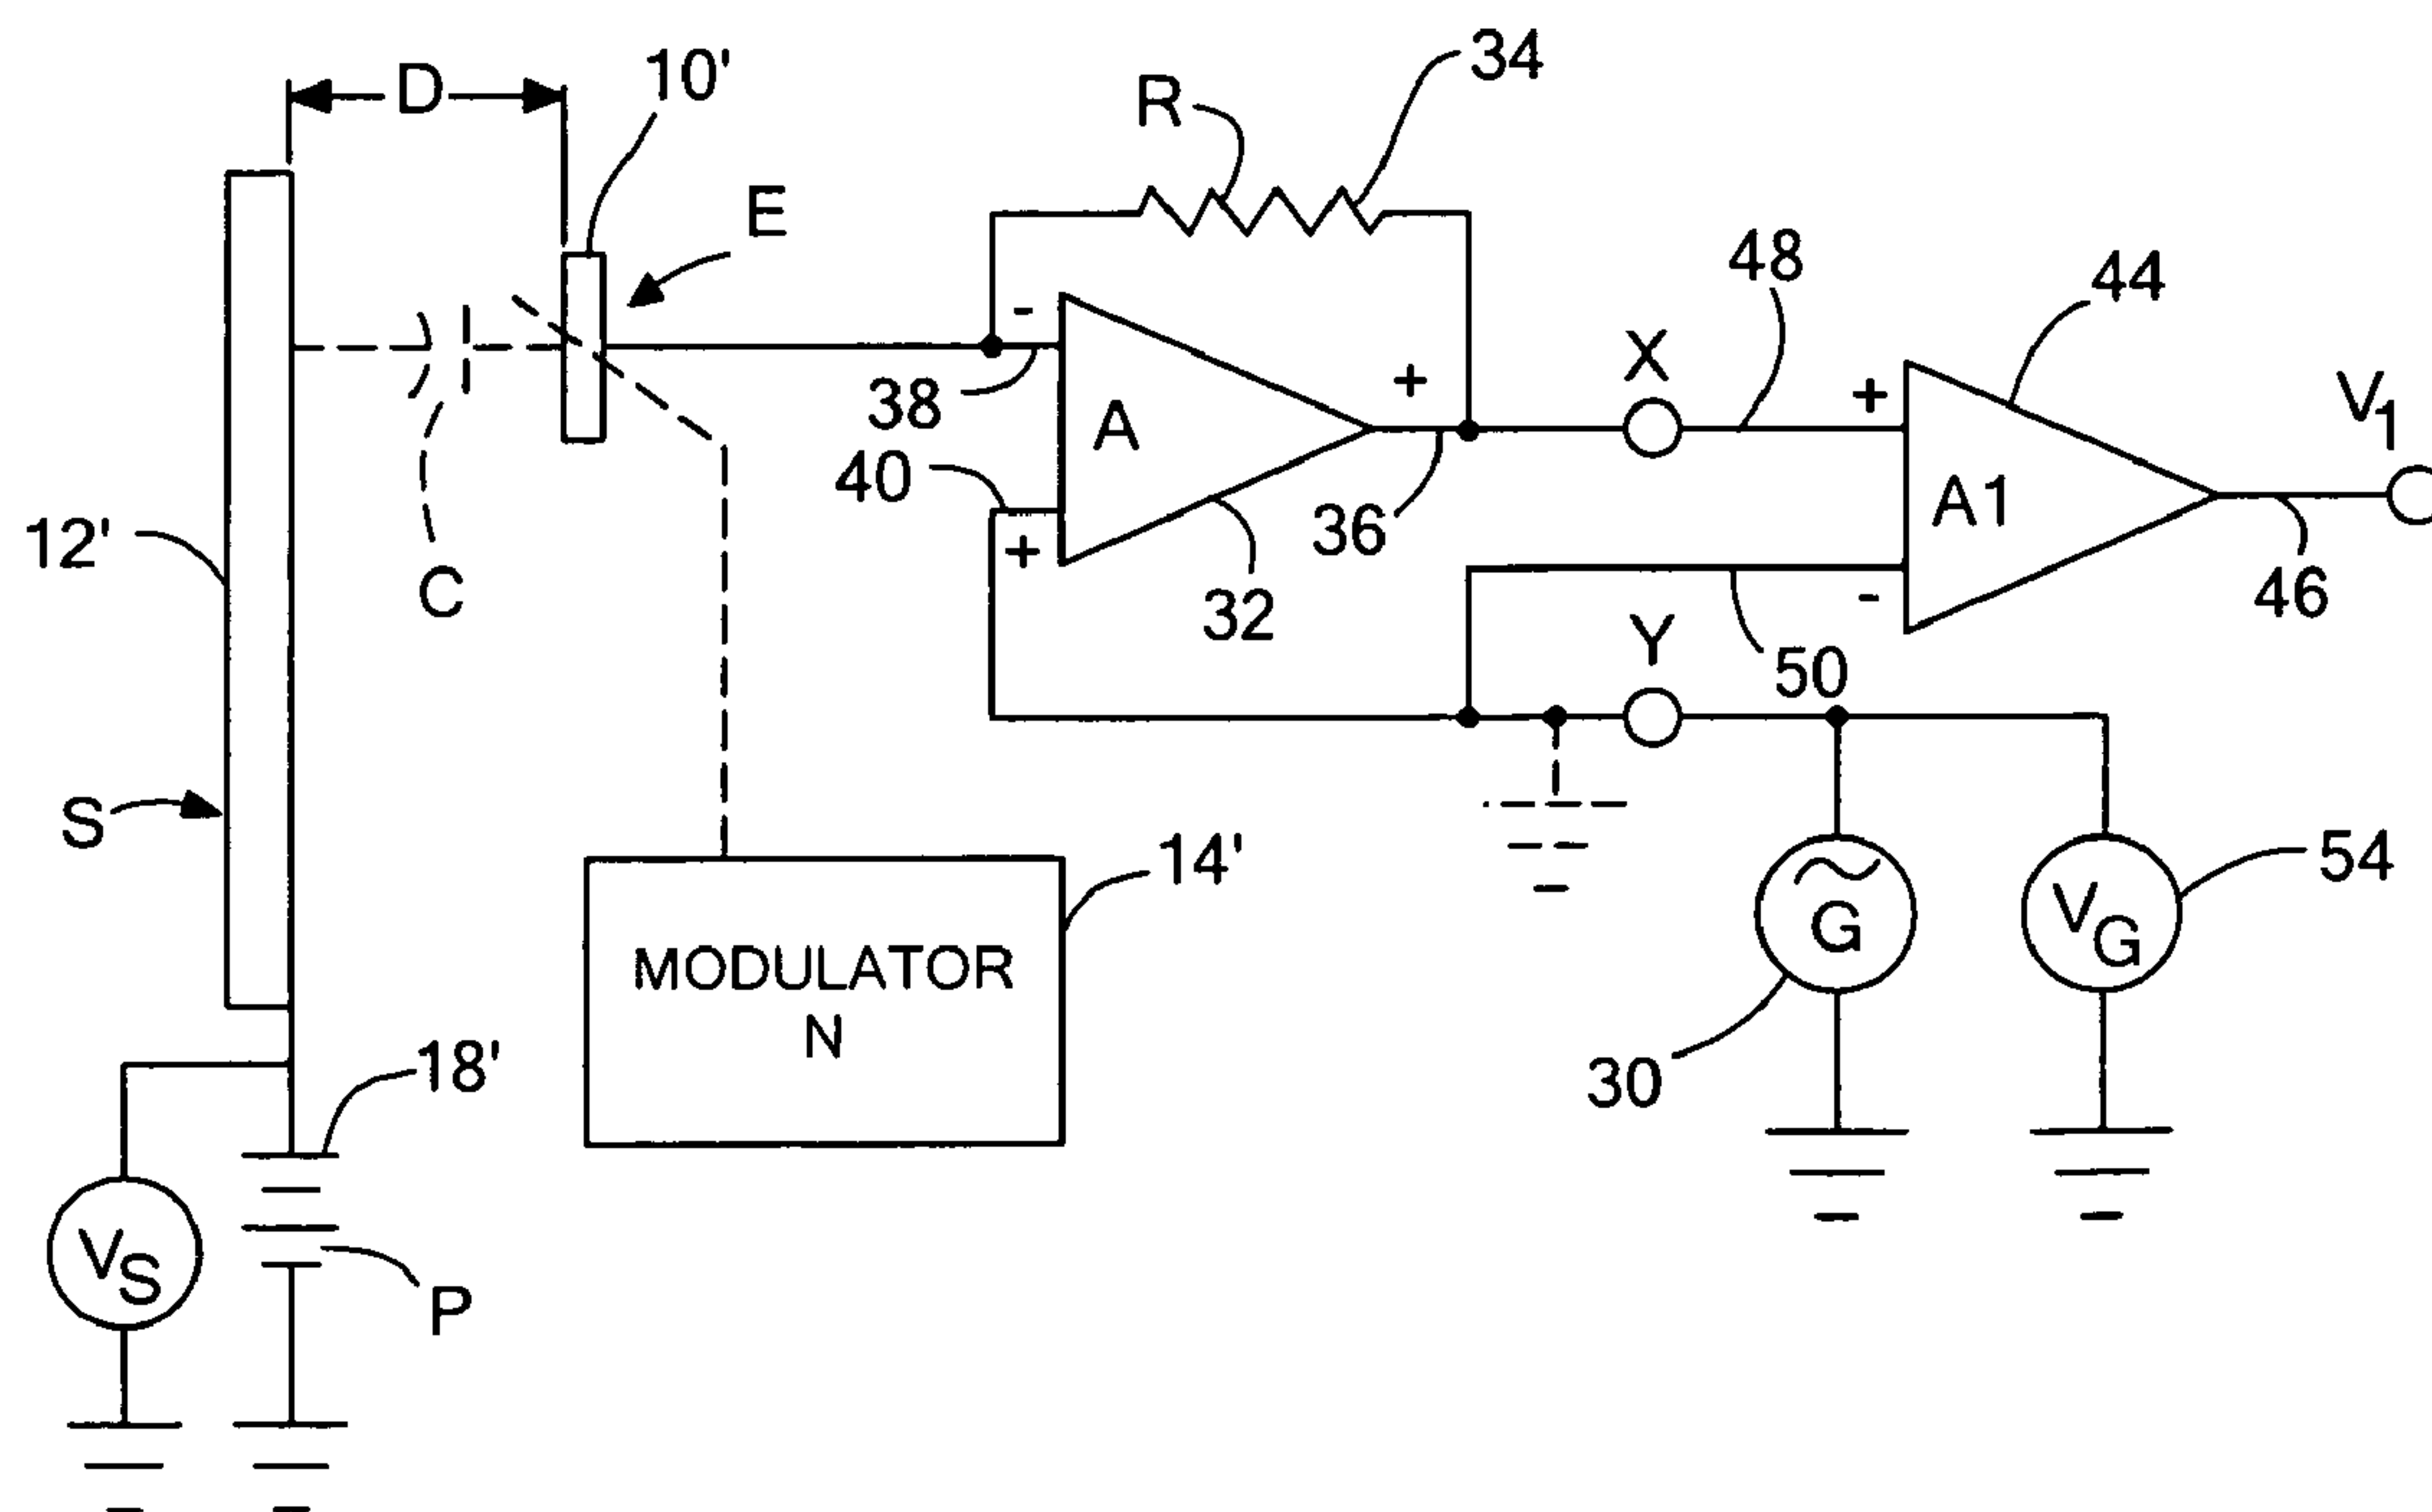 D
10'
R
34
E
48
44
X
V1
-
+
+
38
A
40
36
A1
12'
+
C
32
-
46
Y
50
S
14'
54
MODULATOR
N
G
VG
18'
30
VS
P